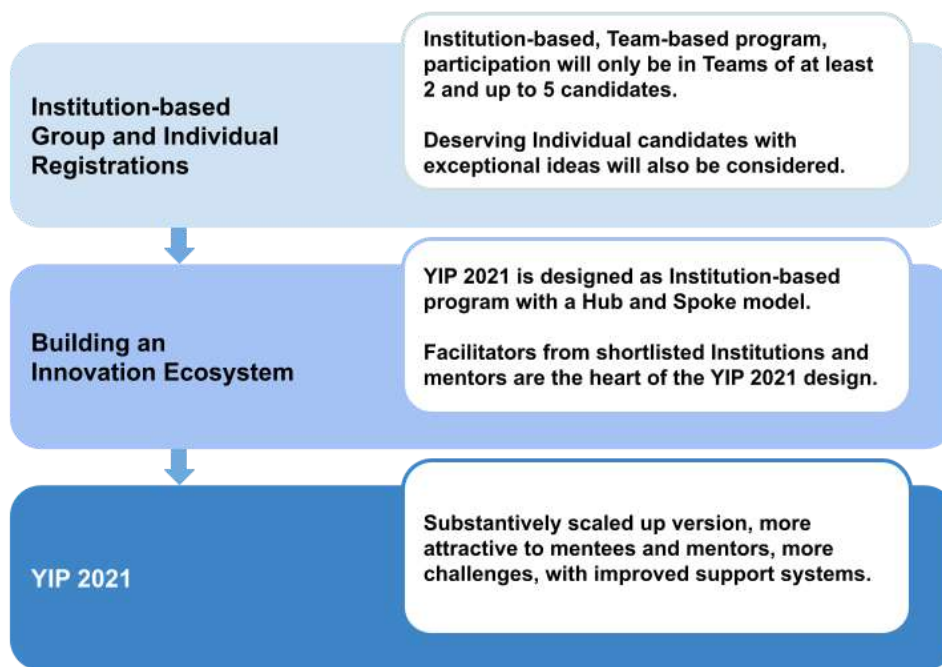 Institution-based
Group and Individual
Registrations
Institution-based, Team-based program,
participation will only be in Teams of at least
2 and up to 5 candidates.
Deserving Individual candidates with
exceptional ideas will also be considered.
Building an
Innovation Ecosystem
YIP 2021 is designed as Institution-based
program with a Hub and Spoke model.
Facilitators from shortlisted Institutions and
mentors are the heart of the YIP 2021 design.
YIP 2021
Substantively scaled up version, more
attractive to mentees and mentors, more
challenges, with improved support systems.